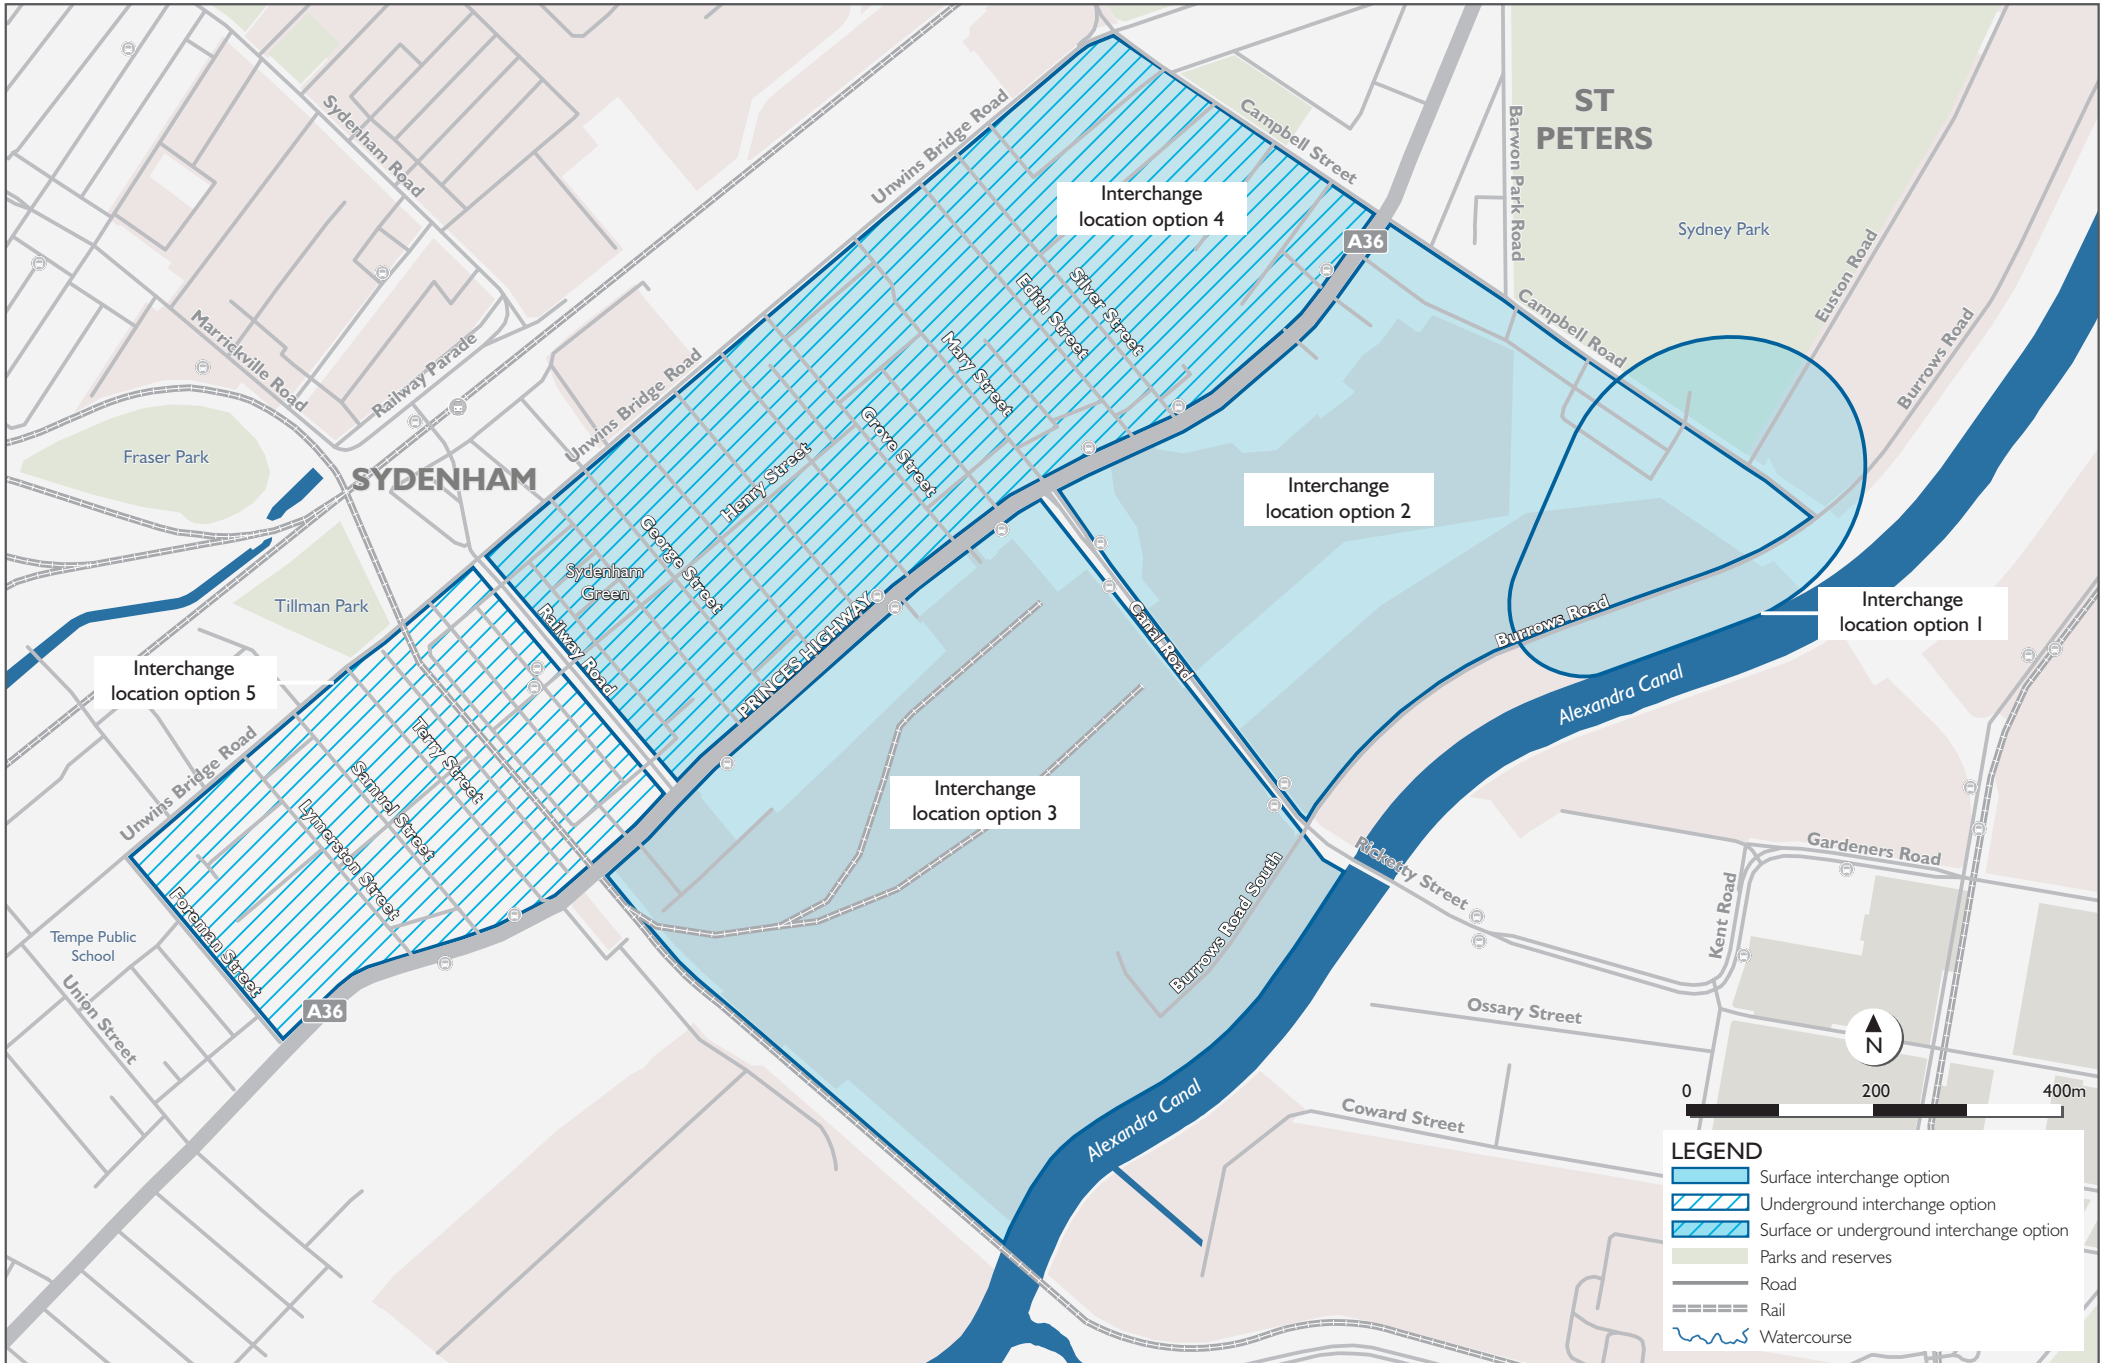 Sydenham Road
Unwins Bridge Road
Campbell Street
ST
PETERS
Barwon Park Road
Interchange
location option 4
Sydney Park
A36
Silver Street
Edith Street
Euston Road
Campbell Road
Burrows Road
Marrickville Road
Railway Parade
Unwins Bridge Road
Mary Street
Grove Street
Henry Street
Fraser Park
SYDENHAM
Interchange
location option 2
George Street
Sydenham
Green
Tillman Park
Railway Road
PRINCES HIGHWAY
Canal Road
Burrows Road
Interchange
location option 1
Interchange
location option 5
Alexandra Canal
Unwins Bridge Road
Terry Street
Samuel Street
Lymerston Street
Interchange
location option 3
Ricketty Street
Gardeners Road
Kent Road
Burrows Road South
Foreman Street
Tempe Public
School
Union Street
A36
Ossary Street
N
Alexandra Canal
Coward Street
0 200 400m
LEGEND
Surface interchange option
Underground interchange option
Surface or underground interchange option
Parks and reserves
Road
Rail
Watercourse